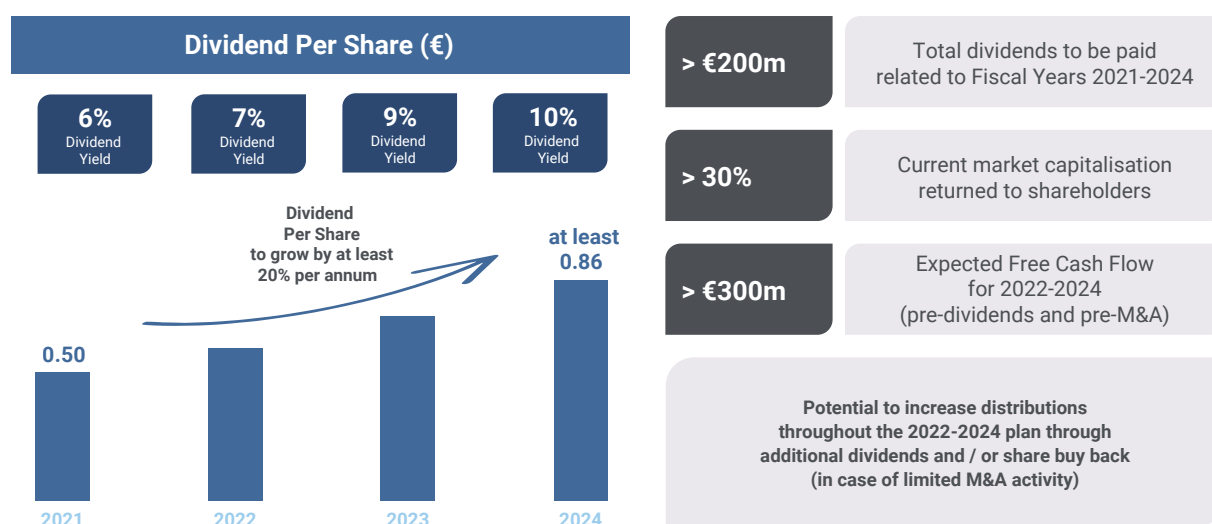 Dividend Per Share (€)
6%
Dividend
Yield
7%
Dividend
Yield
9%
Dividend
Yield
10%
Dividend
Yield
Dividend
Per Share
to grow by at least
20% per annum
at least
0.86
0.50
2021
2022
2023
2024
> €200m
Total dividends to be paid
related to Fiscal Years 2021-2024
> 30%
Current market capitalisation
returned to shareholders
> €300m
Expected Free Cash Flow
for 2022-2024
(pre-dividends and pre-M&A)
Potential to increase distributions
throughout the 2022-2024 plan through
additional dividends and / or share buy back
(in case of limited M&A activity)